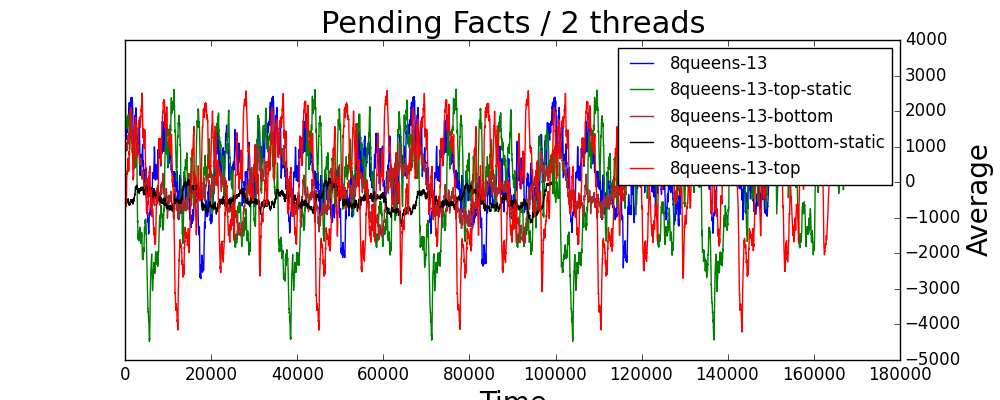 Pending Facts / 2 threads
8queens-13
8queens-13-top-static
8queens-13-bottom
8queens-13-bottom-static
8queens-13-top
4000
3000
2000
1000
0
−1000
−2000
−3000
−4000
−5000
Average
0 20000 40000 60000 80000 100000 120000 140000 160000 180000
Time